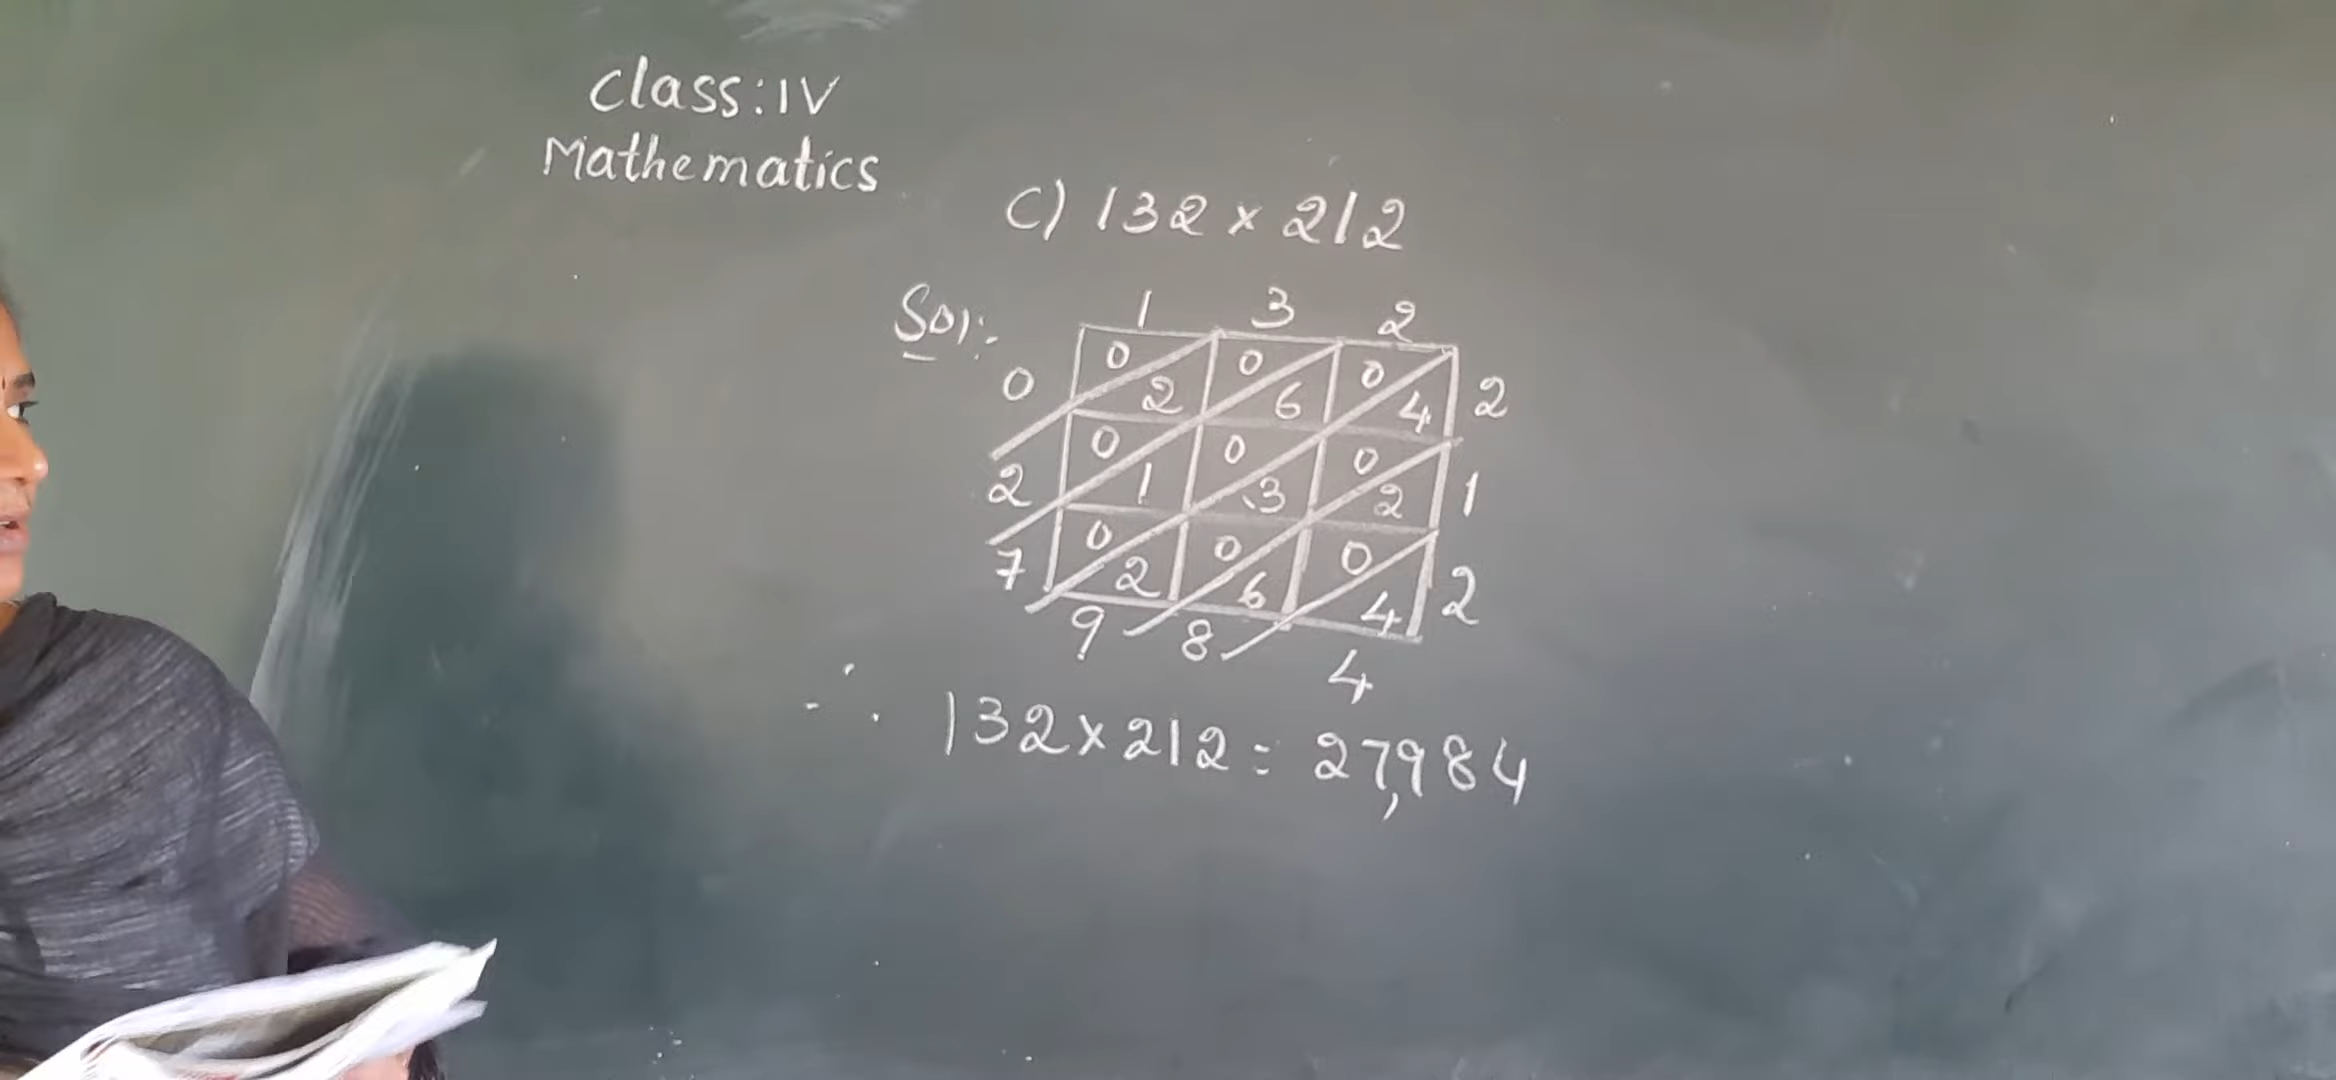 class:IV
Mathematics
C) 132 × 212
Sol:-
1 3 2
0 0 0 0
2 6 4 2
0 0 0
2 1 3 2 1
0 0 0
7 2 6 4 2
9 8 4
∴ 132×212 = 27,984